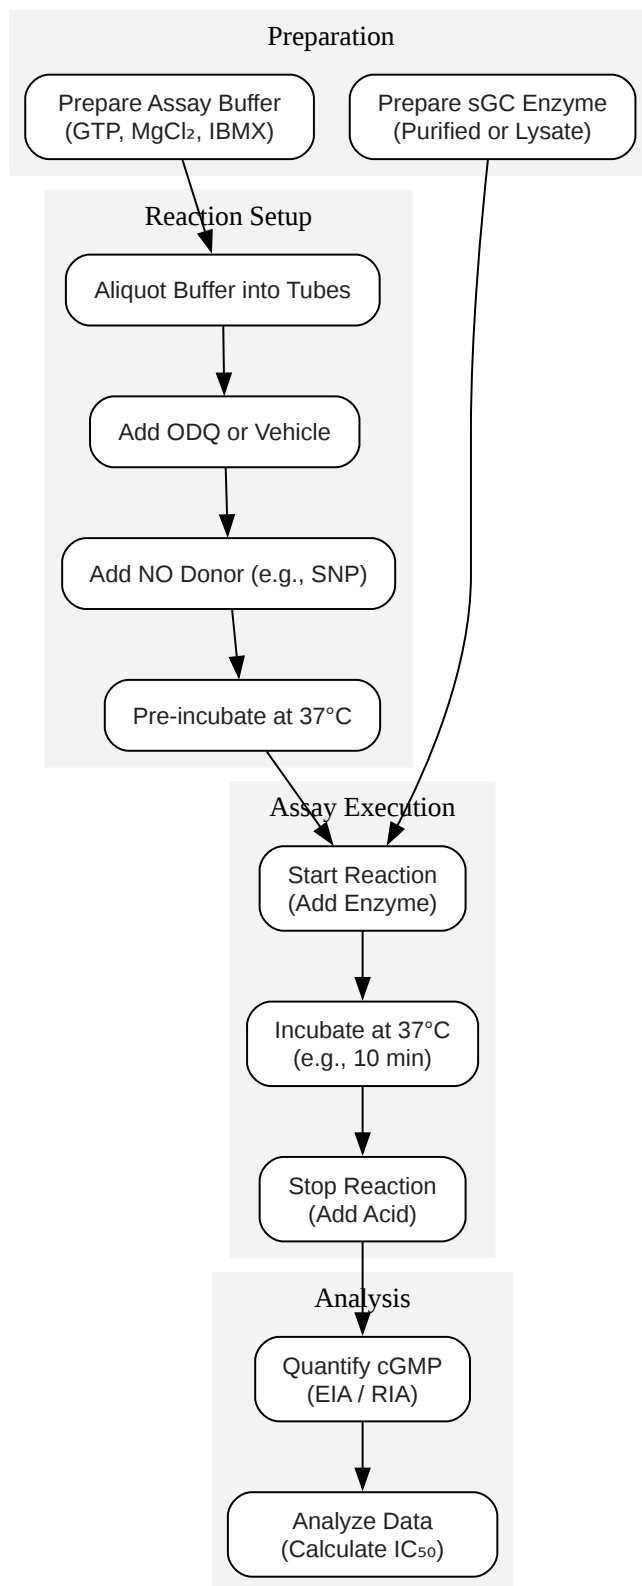 Preparation
Prepare Assay Buffer
(GTP, MgCl₂, IBMX)
Prepare sGC Enzyme
(Purified or Lysate)
Reaction Setup
Aliquot Buffer into Tubes
Add ODQ or Vehicle
Add NO Donor (e.g., SNP)
Pre-incubate at 37°C
Assay Execution
Start Reaction
(Add Enzyme)
Incubate at 37°C
(e.g., 10 min)
Stop Reaction
(Add Acid)
Analysis
Quantify cGMP
(EIA / RIA)
Analyze Data
(Calculate IC₅₀)